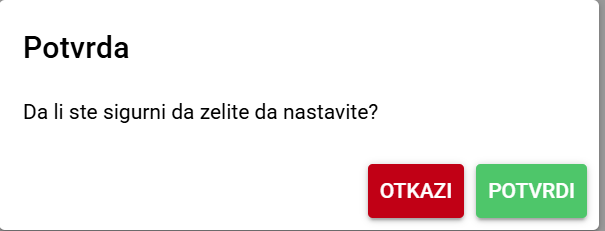 Potvrda
Da li ste sigurni da zelite da nastavite?
OTKAZI POTVRDI